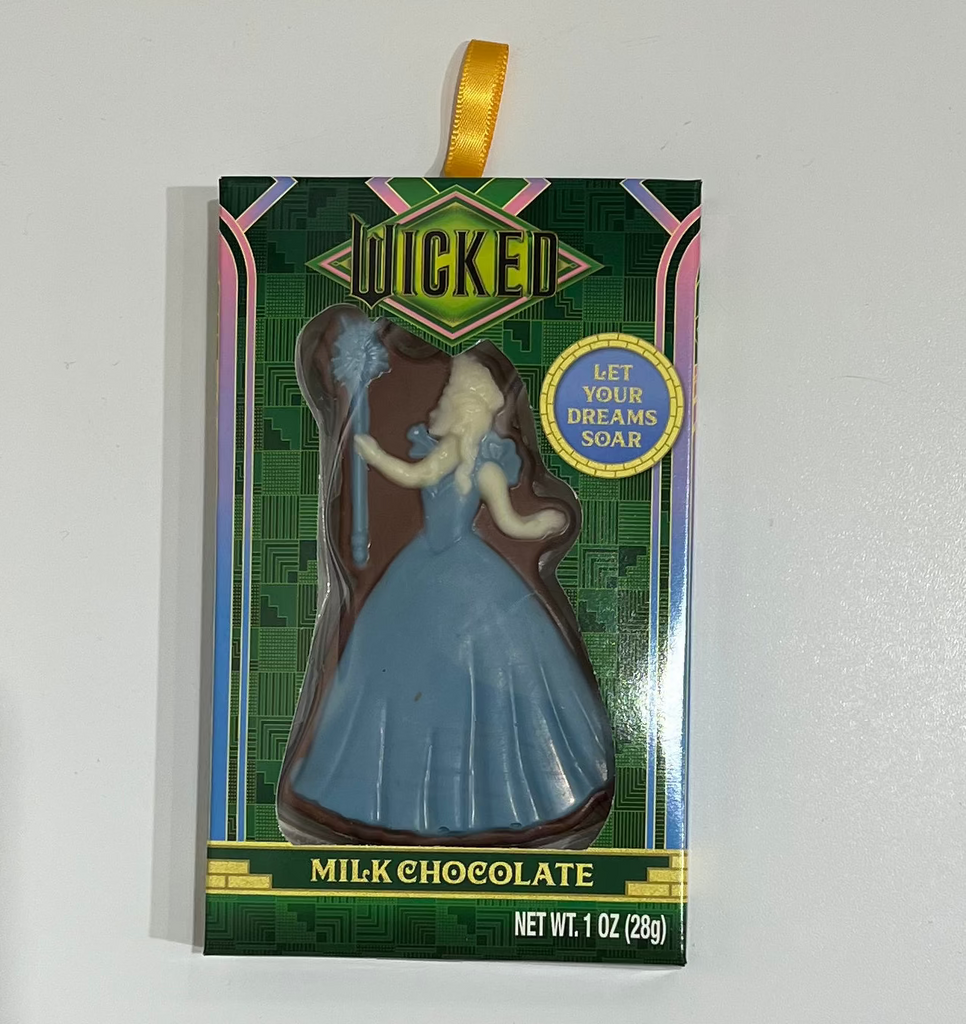 WICKED
LET
YOUR
DREAMS
SOAR
MILK CHOCOLATE
NET WT. 1 OZ (28g)